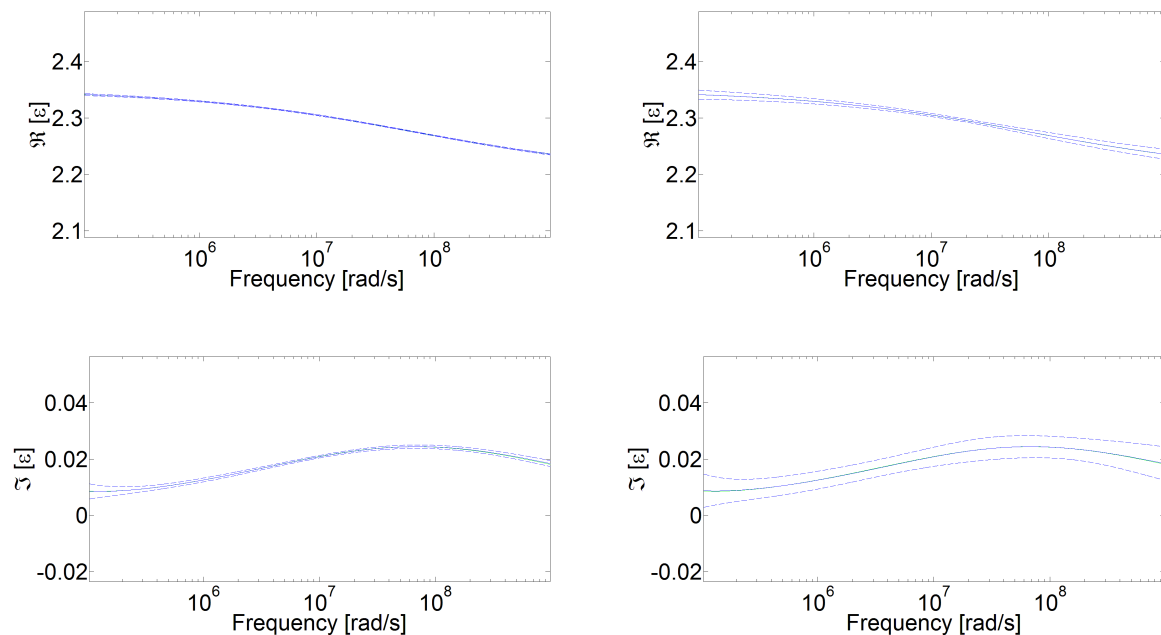 2.4
2.3
2.2
2.1
ℜ [ε]
10^6 10^7 10^8
Frequency [rad/s]
2.4
2.3
2.2
2.1
ℜ [ε]
10^6 10^7 10^8
Frequency [rad/s]
0.04
0.02
0
-0.02
ℑ [ε]
10^6 10^7 10^8
Frequency [rad/s]
0.04
0.02
0
-0.02
ℑ [ε]
10^6 10^7 10^8
Frequency [rad/s]